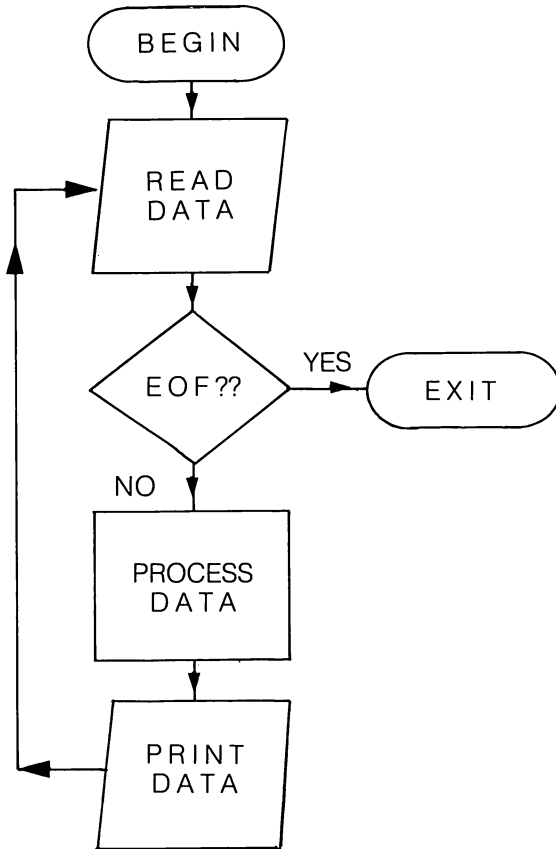 BEGIN
READ
DATA
EOF??
YES
EXIT
NO
PROCESS
DATA
PRINT
DATA